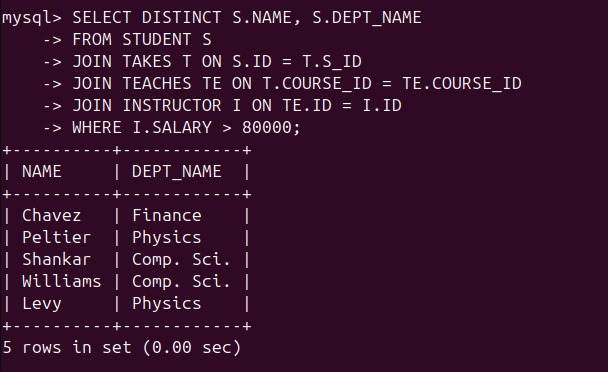 mysql> SELECT DISTINCT S.NAME, S.DEPT_NAME
    -> FROM STUDENT S
    -> JOIN TAKES T ON S.ID = T.S_ID
    -> JOIN TEACHES TE ON T.COURSE_ID = TE.COURSE_ID
    -> JOIN INSTRUCTOR I ON TE.ID = I.ID
    -> WHERE I.SALARY > 80000;
+----------+------------+
| NAME     | DEPT_NAME  |
+----------+------------+
| Chavez   | Finance    |
| Peltier  | Physics    |
| Shankar  | Comp. Sci. |
| Williams | Comp. Sci. |
| Levy     | Physics    |
+----------+------------+
5 rows in set (0.00 sec)